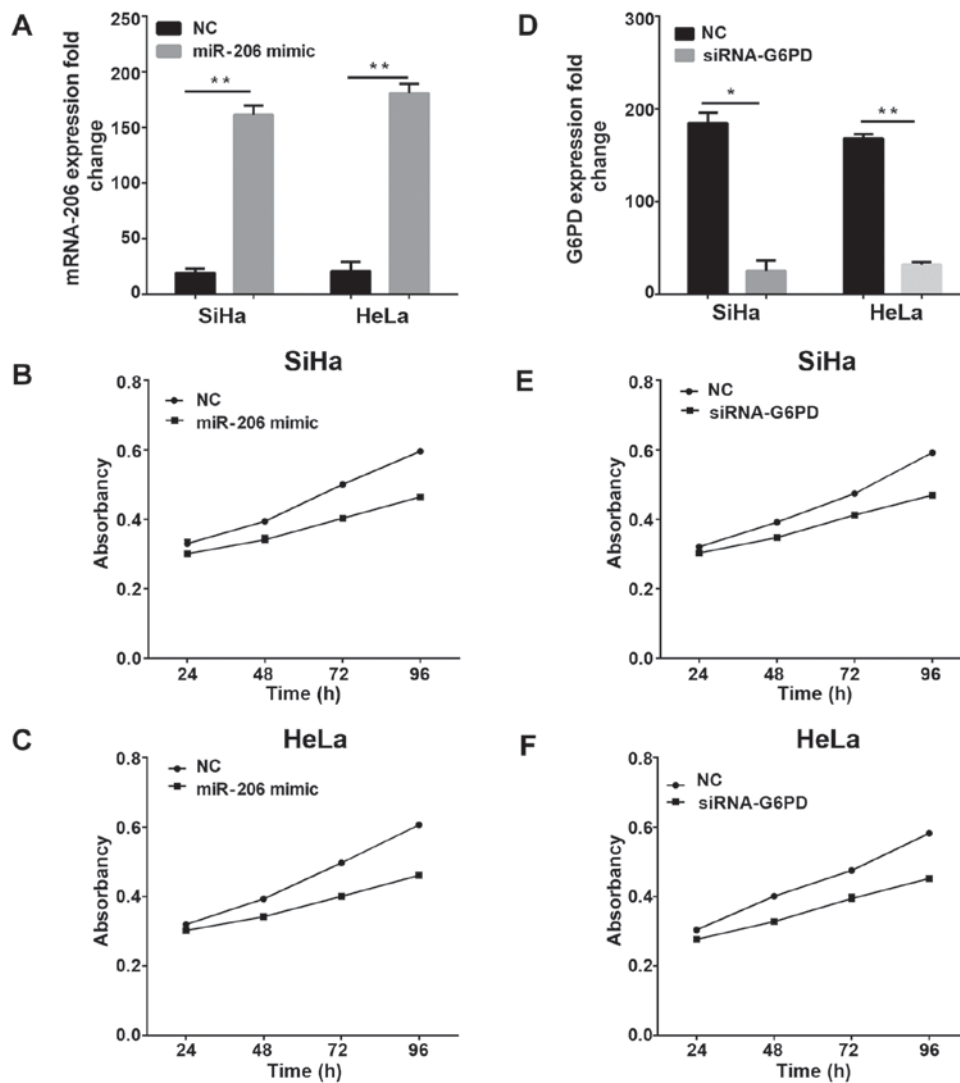 A
mRNA-206 expression fold
change
250
200
150
100
50
0
NC
miR-206 mimic
**
**
SiHa
HeLa
D
G6PD expression fold
change
300
200
100
0
NC
siRNA-G6PD
*
**
SiHa
HeLa
B
SiHa
Absorbancy
0.8
0.6
0.4
0.2
0.0
NC
miR-206 mimic
24
48
72
96
Time (h)
E
SiHa
Absorbancy
0.8
0.6
0.4
0.2
0.0
NC
siRNA-G6PD
24
48
72
96
Time (h)
C
HeLa
Absorbancy
0.8
0.6
0.4
0.2
0.0
NC
miR-206 mimic
24
48
72
96
Time (h)
F
HeLa
Absorbancy
0.8
0.6
0.4
0.2
0.0
NC
siRNA-G6PD
24
48
72
96
Time (h)